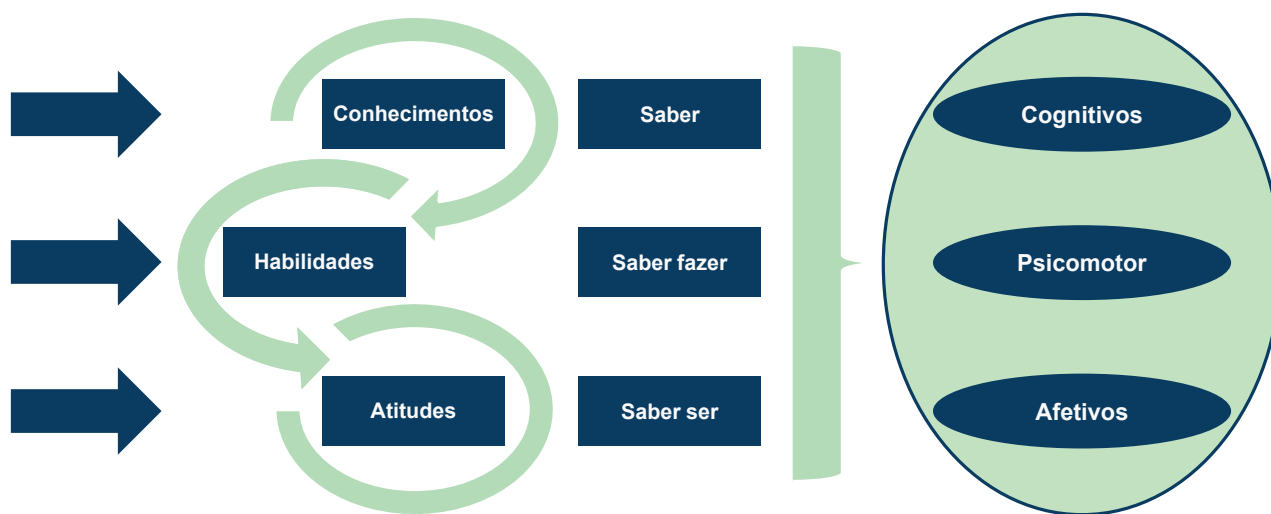 Conhecimentos
Saber
Cognitivos
Habilidades
Saber fazer
Psicomotor
Atitudes
Saber ser
Afetivos